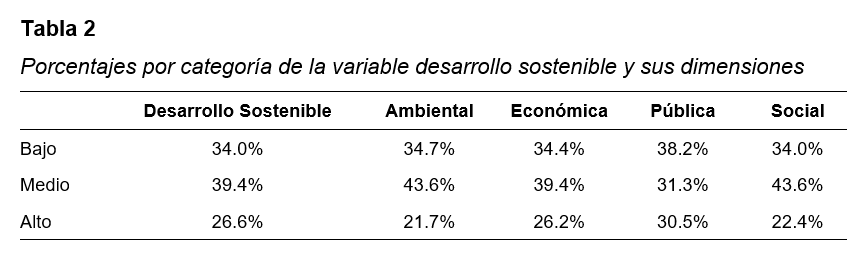 Tabla 2
Porcentajes por categoría de la variable desarrollo sostenible y sus dimensiones
Desarrollo Sostenible Ambiental Económica Pública Social
Bajo 34.0% 34.7% 34.4% 38.2% 34.0%
Medio 39.4% 43.6% 39.4% 31.3% 43.6%
Alto 26.6% 21.7% 26.2% 30.5% 22.4%